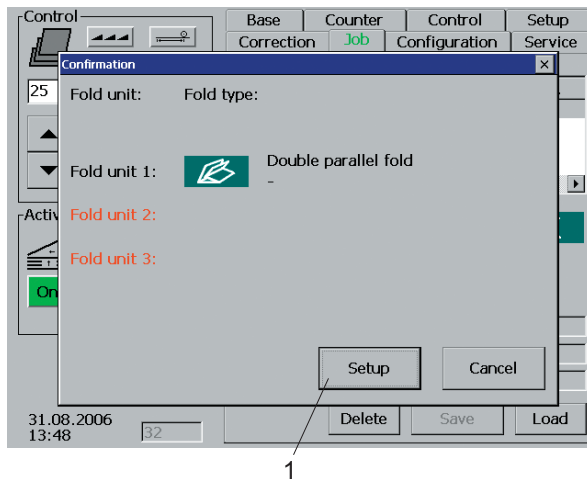 Control
Base Counter Control Setup
Correction Job Configuration Service
Confirmation
25
Fold unit: Fold type:
Fold unit 1: Double parallel fold
-
Activ
Fold unit 2:
Fold unit 3:
On
Setup Cancel
31.08.2006
13:48
32
Delete Save Load
1